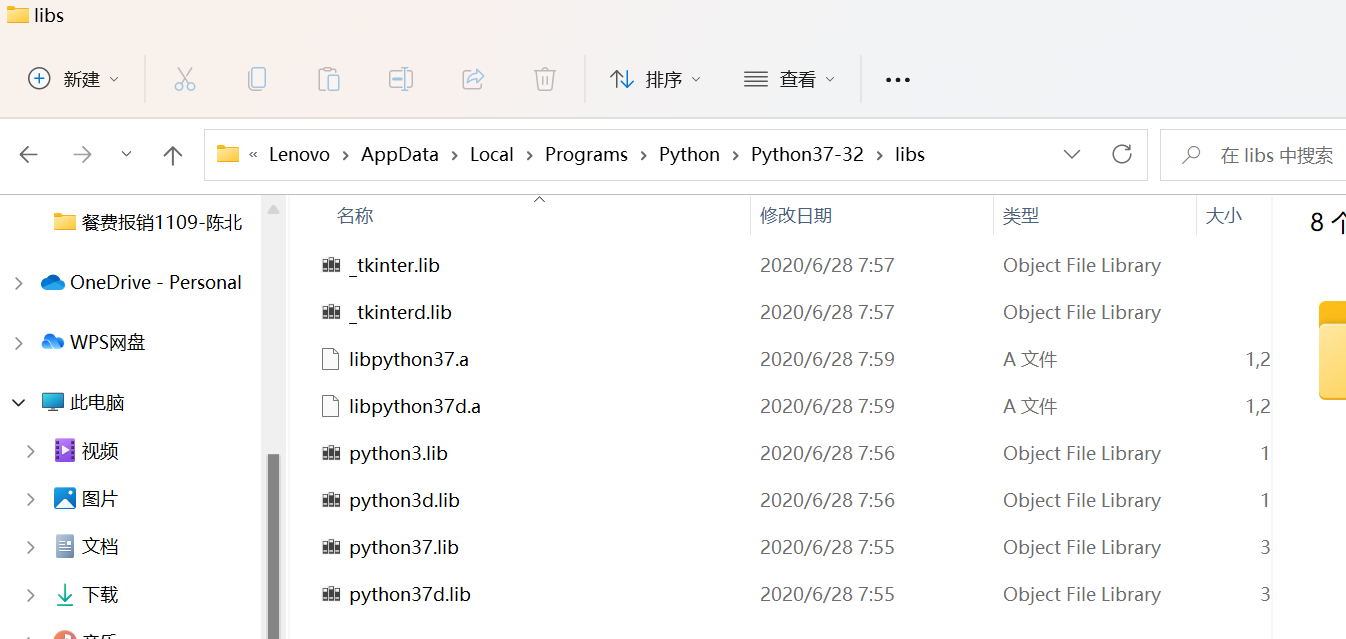 libs
新建 排序 查看
« Lenovo > AppData > Local > Programs > Python > Python37-32 > libs 在 libs 中搜索
名称 修改日期 类型 大小
8 个
餐费报销1109-陈北
OneDrive - Personal
WPS网盘
此电脑
视频
图片
文档
下载
_tkinter.lib 2020/6/28 7:57 Object File Library
_tkinterd.lib 2020/6/28 7:57 Object File Library
libpython37.a 2020/6/28 7:59 A 文件 1,2
libpython37d.a 2020/6/28 7:59 A 文件 1,2
python3.lib 2020/6/28 7:56 Object File Library 1
python3d.lib 2020/6/28 7:56 Object File Library 1
python37.lib 2020/6/28 7:55 Object File Library 3
python37d.lib 2020/6/28 7:55 Object File Library 3